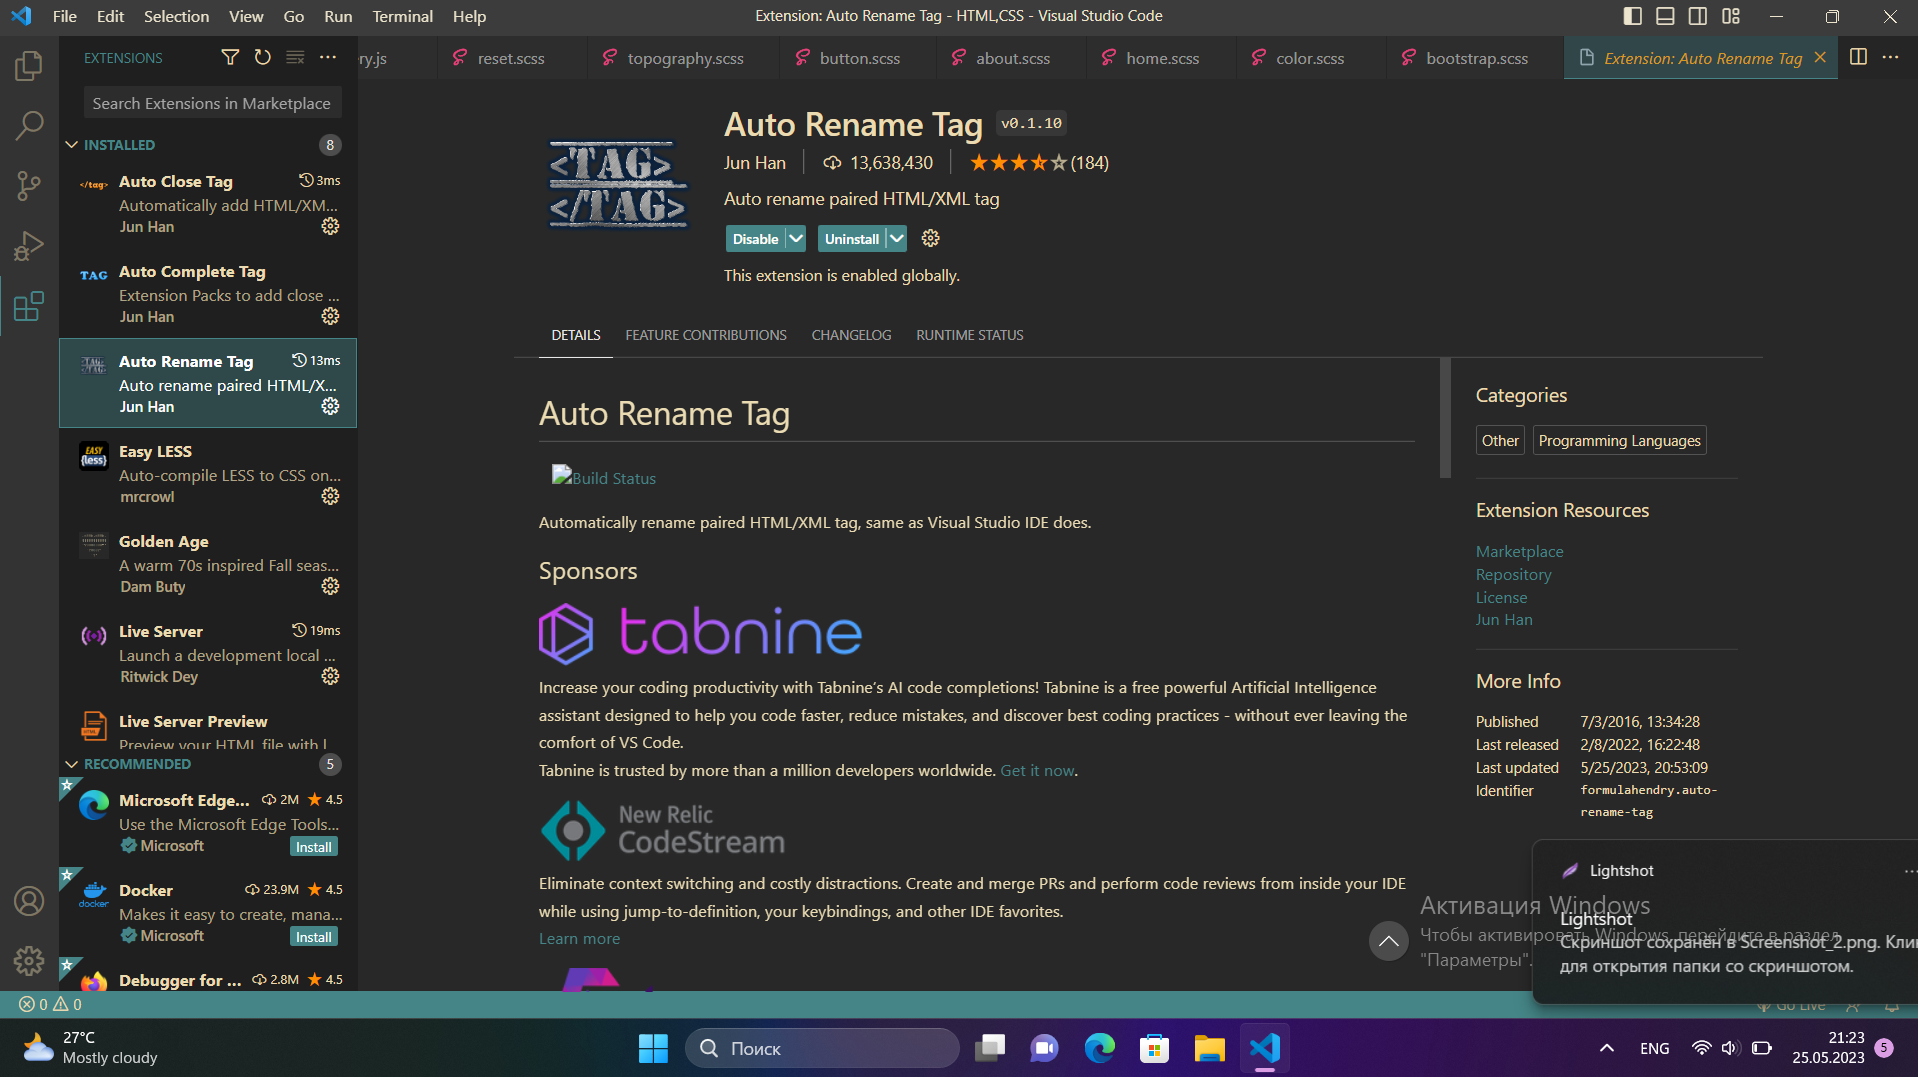 File Edit Selection View Go Run Terminal Help
Extension: Auto Rename Tag - HTML,CSS - Visual Studio Code
EXTENSIONS
ry.js
reset.scss
topography.scss
button.scss
about.scss
home.scss
color.scss
bootstrap.scss
Extension: Auto Rename Tag
Search Extensions in Marketplace
INSTALLED 8
Auto Close Tag 3ms
Automatically add HTML/XM...
Jun Han
Auto Complete Tag
Extension Packs to add close ...
Jun Han
Auto Rename Tag 13ms
Auto rename paired HTML/X...
Jun Han
Easy LESS
Auto-compile LESS to CSS on...
mrcrowl
Golden Age
A warm 70s inspired Fall seas...
Dam Buty
Live Server 19ms
Launch a development local ...
Ritwick Dey
Live Server Preview
Preview your HTML file with l
RECOMMENDED 5
Microsoft Edge... 2M 4.5
Use the Microsoft Edge Tools...
Microsoft Install
Docker 23.9M 4.5
Makes it easy to create, mana...
Microsoft Install
Debugger for ... 2.8M 4.5
</tag>
TAG
EASY
{less}
docker
<TAG>
</TAG>
Auto Rename Tag v0.1.10
Jun Han 13,638,430 (184)
Auto rename paired HTML/XML tag
Disable Uninstall
This extension is enabled globally.
DETAILS FEATURE CONTRIBUTIONS CHANGELOG RUNTIME STATUS
Auto Rename Tag
Build Status
Automatically rename paired HTML/XML tag, same as Visual Studio IDE does.
Sponsors
tabnine
Increase your coding productivity with Tabnine's AI code completions! Tabnine is a free powerful Artificial Intelligence
assistant designed to help you code faster, reduce mistakes, and discover best coding practices - without ever leaving the
comfort of VS Code.
Tabnine is trusted by more than a million developers worldwide. Get it now.
New Relic
CodeStream
Eliminate context switching and costly distractions. Create and merge PRs and perform code reviews from inside your IDE
while using jump-to-definition, your keybindings, and other IDE favorites.
Learn more
Categories
Other Programming Languages
Extension Resources
Marketplace
Repository
License
Jun Han
More Info
Published 7/3/2016, 13:34:28
Last released 2/8/2022, 16:22:48
Last updated 5/25/2023, 20:53:09
Identifier formulahendry.auto-
rename-tag
Активация Windows
Чтобы активировать Windows, перейдите в раздел
"Параметры".
Lightshot
Lightshot
Скриншот сохранен в Screenshot_2.png. Кли
для открытия папки со скриншотом.
0 0
Go Live
27°C
Mostly cloudy
Поиск
ENG
21:23
25.05.2023
5